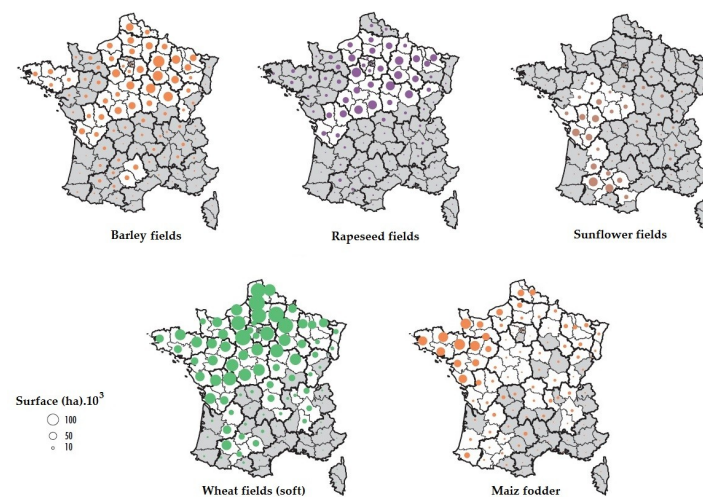 Barley fields
Rapeseed fields
Sunflower fields
Surface (ha).10³
100
50
10
Wheat fields (soft)
Maiz fodder